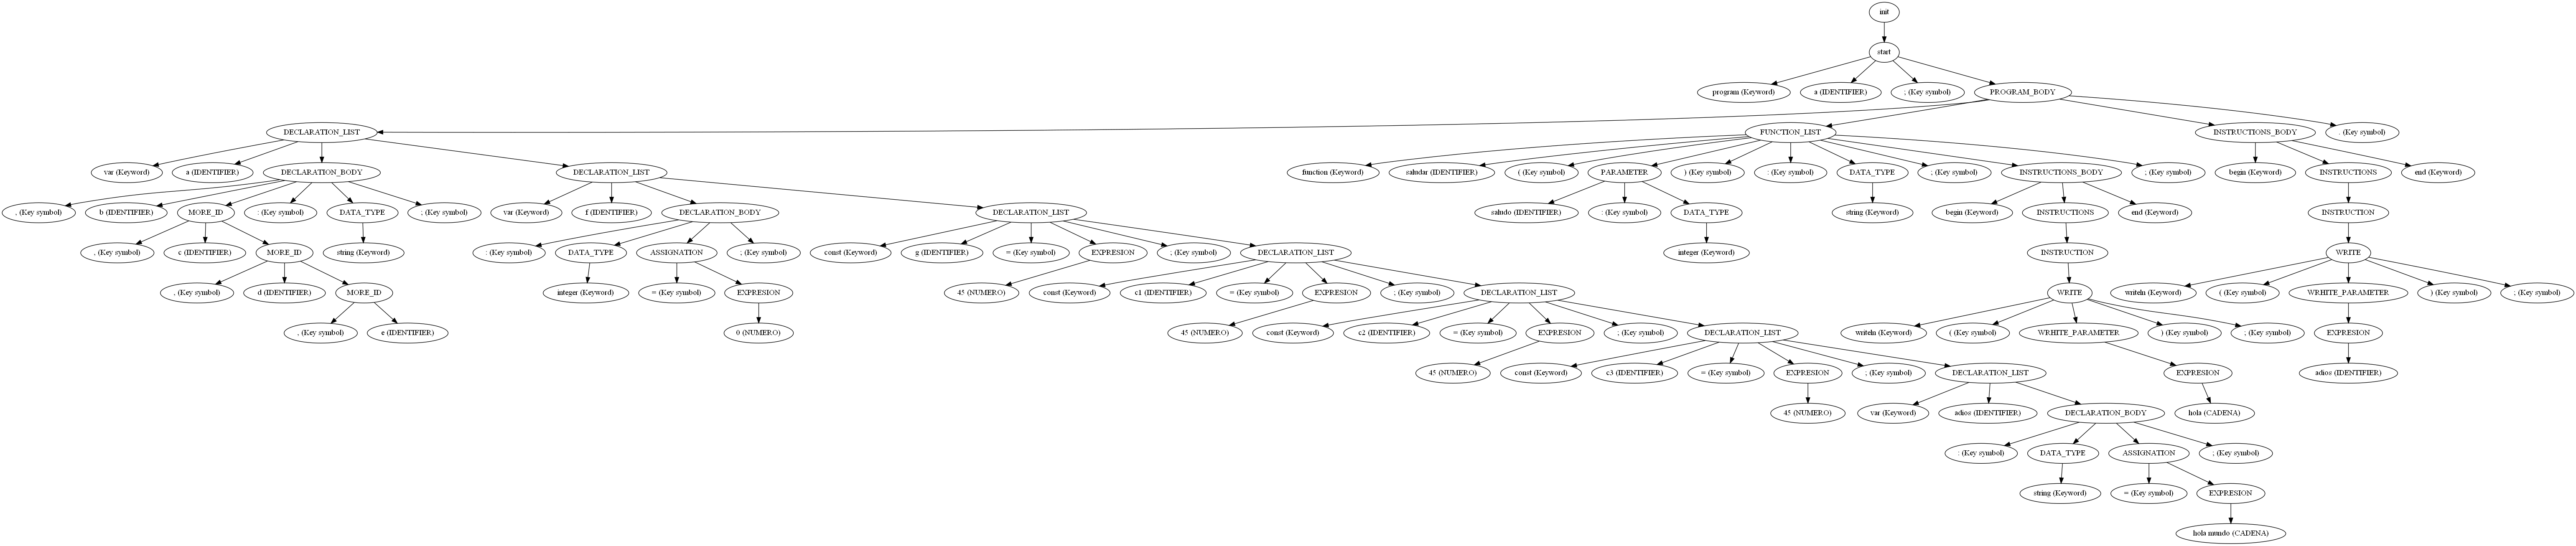 init
start
program (Keyword) a (IDENTIFIER) ; (Key symbol) PROGRAM_BODY
DECLARATION_LIST FUNCTION_LIST INSTRUCTIONS_BODY . (Key symbol)
var (Keyword) a (IDENTIFIER) DECLARATION_BODY DECLARATION_LIST function (Keyword) saludar (IDENTIFIER) ( (Key symbol) PARAMETER ) (Key symbol) : (Key symbol) DATA_TYPE ; (Key symbol) INSTRUCTIONS_BODY ; (Key symbol) begin (Keyword) INSTRUCTIONS end (Keyword)
, (Key symbol) b (IDENTIFIER) MORE_ID : (Key symbol) DATA_TYPE ; (Key symbol) var (Keyword) f (IDENTIFIER) DECLARATION_BODY DECLARATION_LIST saludo (IDENTIFIER) : (Key symbol) DATA_TYPE string (Keyword) begin (Keyword) INSTRUCTIONS end (Keyword) INSTRUCTION
, (Key symbol) c (IDENTIFIER) MORE_ID string (Keyword) : (Key symbol) DATA_TYPE ASSIGNATION ; (Key symbol) const (Keyword) g (IDENTIFIER) = (Key symbol) EXPRESION ; (Key symbol) DECLARATION_LIST integer (Keyword) INSTRUCTION WRITE
, (Key symbol) d (IDENTIFIER) MORE_ID integer (Keyword) = (Key symbol) EXPRESION 45 (NUMERO) const (Keyword) c1 (IDENTIFIER) = (Key symbol) EXPRESION ; (Key symbol) DECLARATION_LIST WRITE writeln (Keyword) ( (Key symbol) WRHITE_PARAMETER ) (Key symbol) ; (Key symbol)
, (Key symbol) e (IDENTIFIER) 0 (NUMERO) 45 (NUMERO) const (Keyword) c2 (IDENTIFIER) = (Key symbol) EXPRESION ; (Key symbol) DECLARATION_LIST writeln (Keyword) ( (Key symbol) WRHITE_PARAMETER ) (Key symbol) ; (Key symbol) EXPRESION
45 (NUMERO) const (Keyword) c3 (IDENTIFIER) = (Key symbol) EXPRESION ; (Key symbol) DECLARATION_LIST EXPRESION adios (IDENTIFIER)
45 (NUMERO) var (Keyword) adios (IDENTIFIER) DECLARATION_BODY hola (CADENA)
: (Key symbol) DATA_TYPE ASSIGNATION ; (Key symbol)
string (Keyword) = (Key symbol) EXPRESION
hola mundo (CADENA)